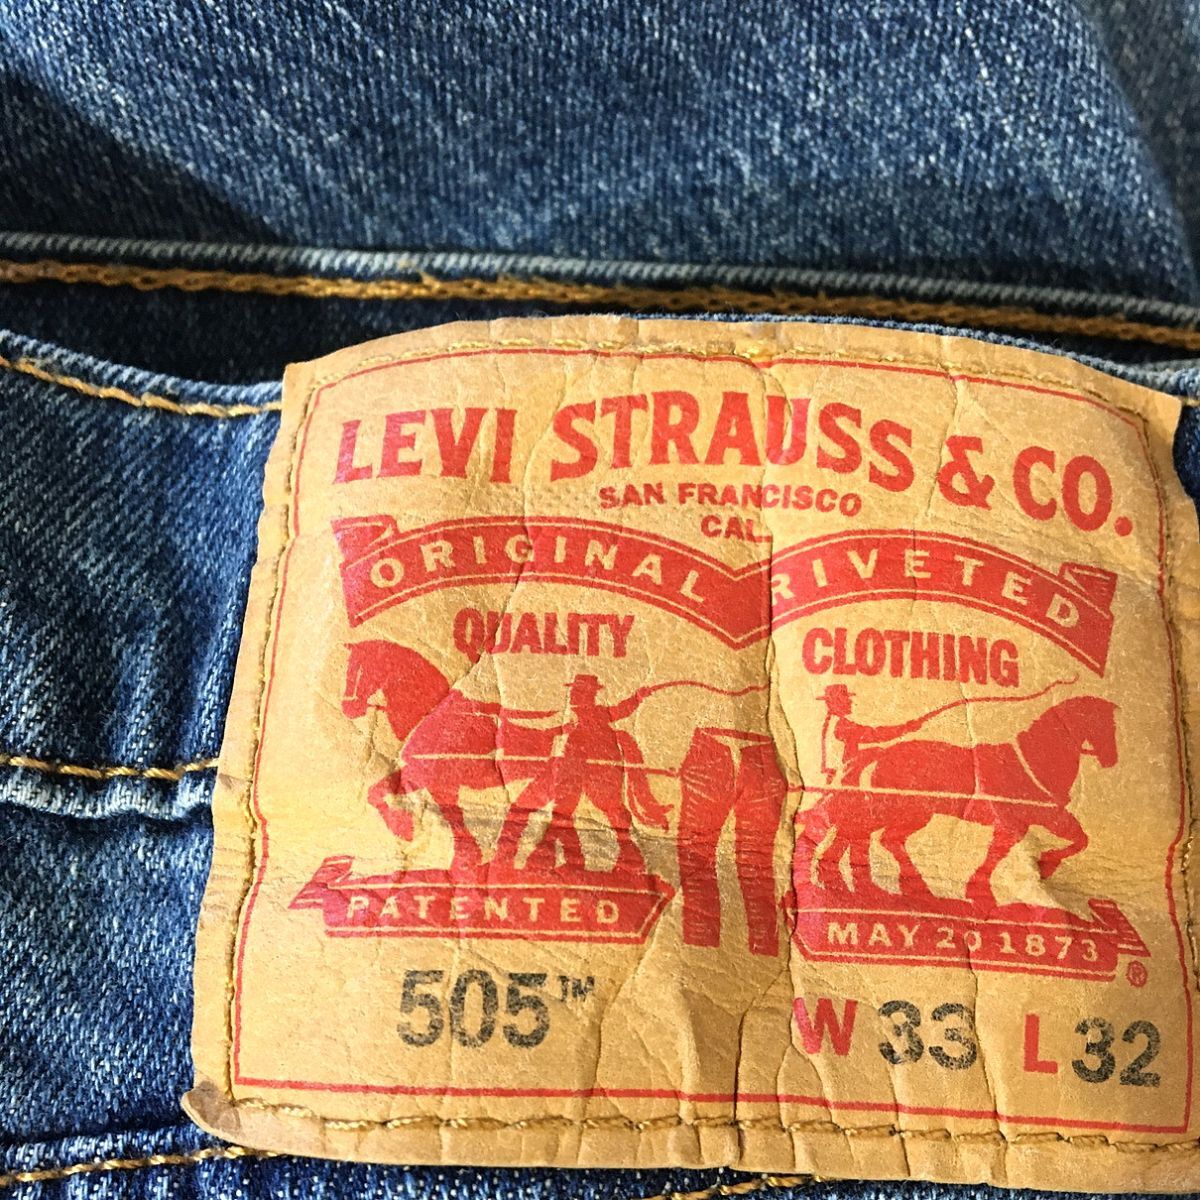 LEVI STRAUSS & CO.
SAN FRANCISCO
CAL.
ORIGINAL RIVETED
QUALITY CLOTHING
PATENTED MAY 20 1873 ®
505™ W 33 L 32